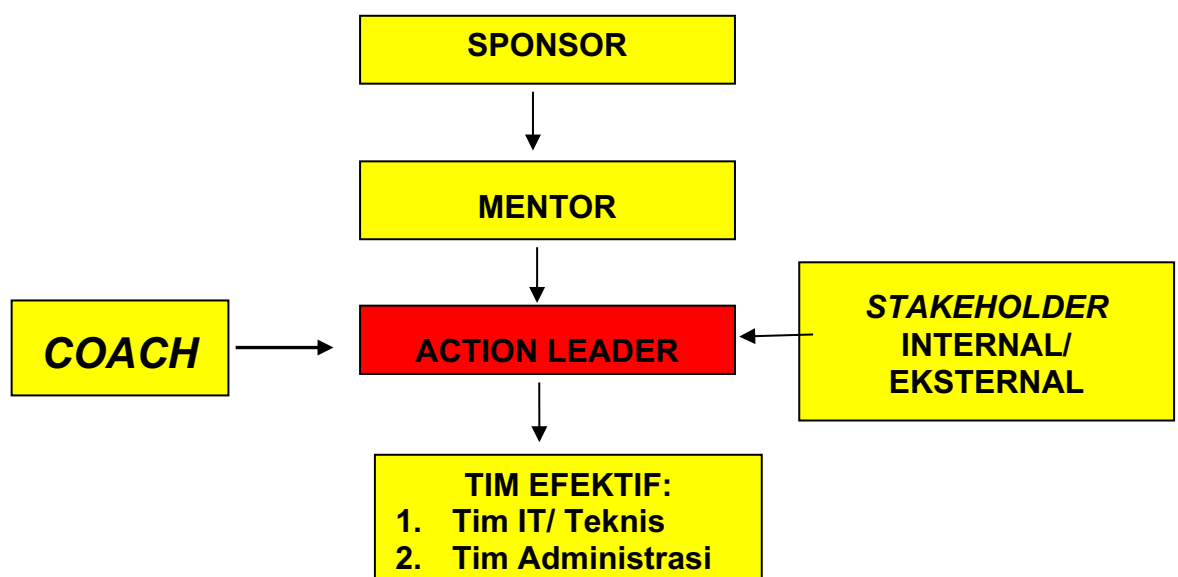 SPONSOR
MENTOR
COACH
ACTION LEADER
STAKEHOLDER
INTERNAL/
EKSTERNAL
TIM EFEKTIF:
1. Tim IT/ Teknis
2. Tim Administrasi